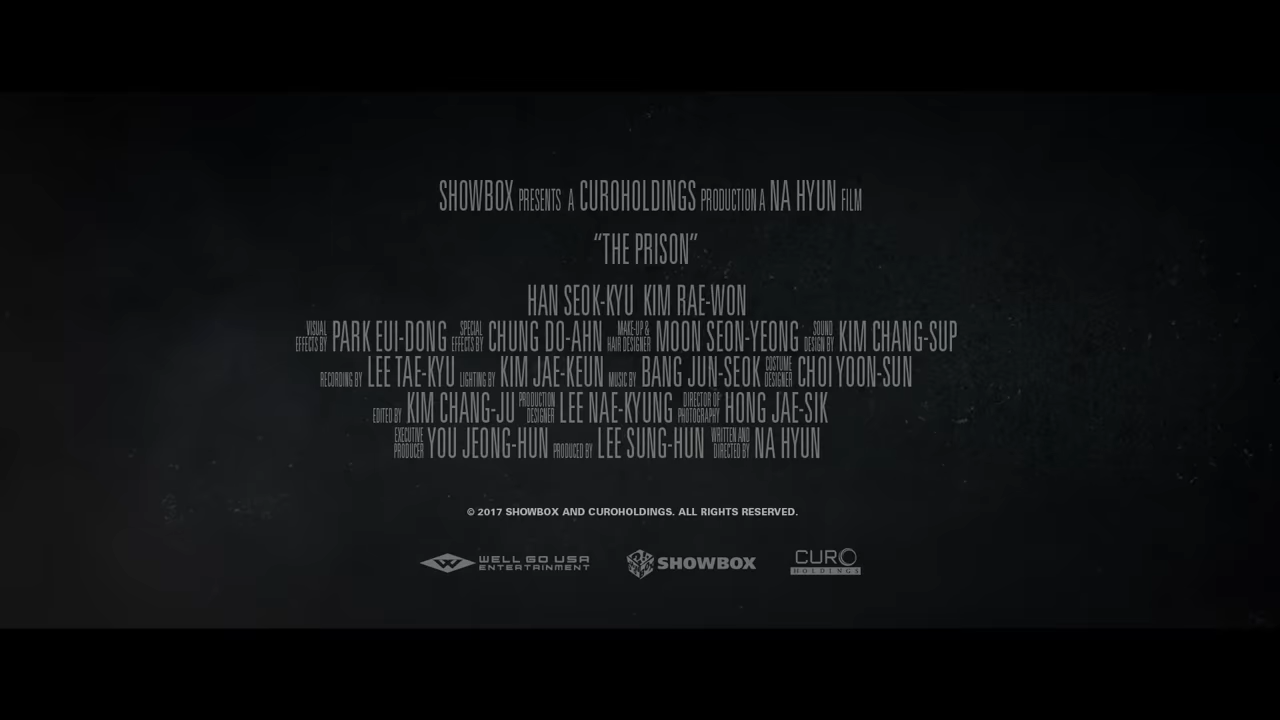 SHOWBOX PRESENTS A CUROHOLDINGS PRODUCTION A NA HYUN FILM
“THE PRISON”
HAN SEOK-KYU KIM RAE-WON
VISUAL EFFECTS BY PARK EUI-DONG SPECIAL EFFECTS BY CHUNG DO-AHN MAKE-UP & HAIR DESIGNER MOON SEON-YEONG SOUND DESIGN BY KIM CHANG-SUP
RECORDING BY LEE TAE-KYU LIGHTING BY KIM JAE-KEUN MUSIC BY BANG JUN-SEOK COSTUME DESIGNER CHOI YOON-SUN
EDITED BY KIM CHANG-JU PRODUCTION DESIGNER LEE NAE-KYUNG DIRECTOR OF PHOTOGRAPHY HONG JAE-SIK
EXECUTIVE PRODUCER YOU JEONG-HUN PRODUCED BY LEE SUNG-HUN WRITTEN AND DIRECTED BY NA HYUN
© 2017 SHOWBOX AND CUROHOLDINGS. ALL RIGHTS RESERVED.
WELL GO USA ENTERTAINMENT SHOWBOX CURO HOLDINGS